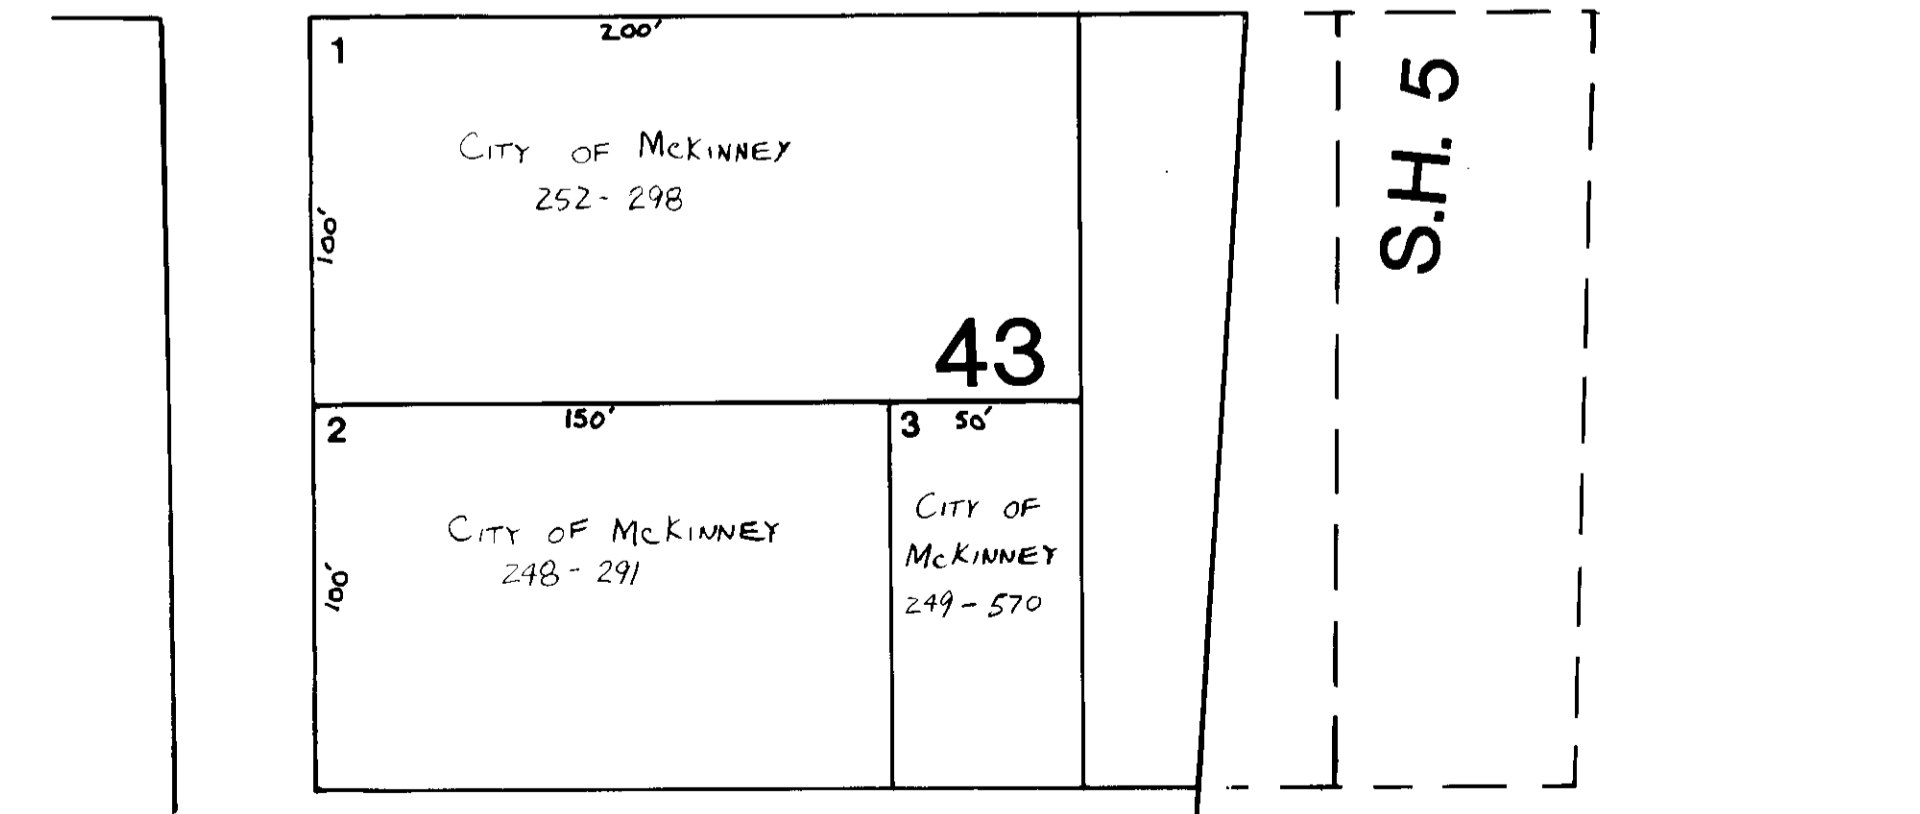 1
200'
CITY OF McKINNEY
252- 298
100'
43
S.H. 5
2
150'
CITY OF McKINNEY
248 - 291
100'
3
50'
CITY OF
McKINNEY
249 - 570